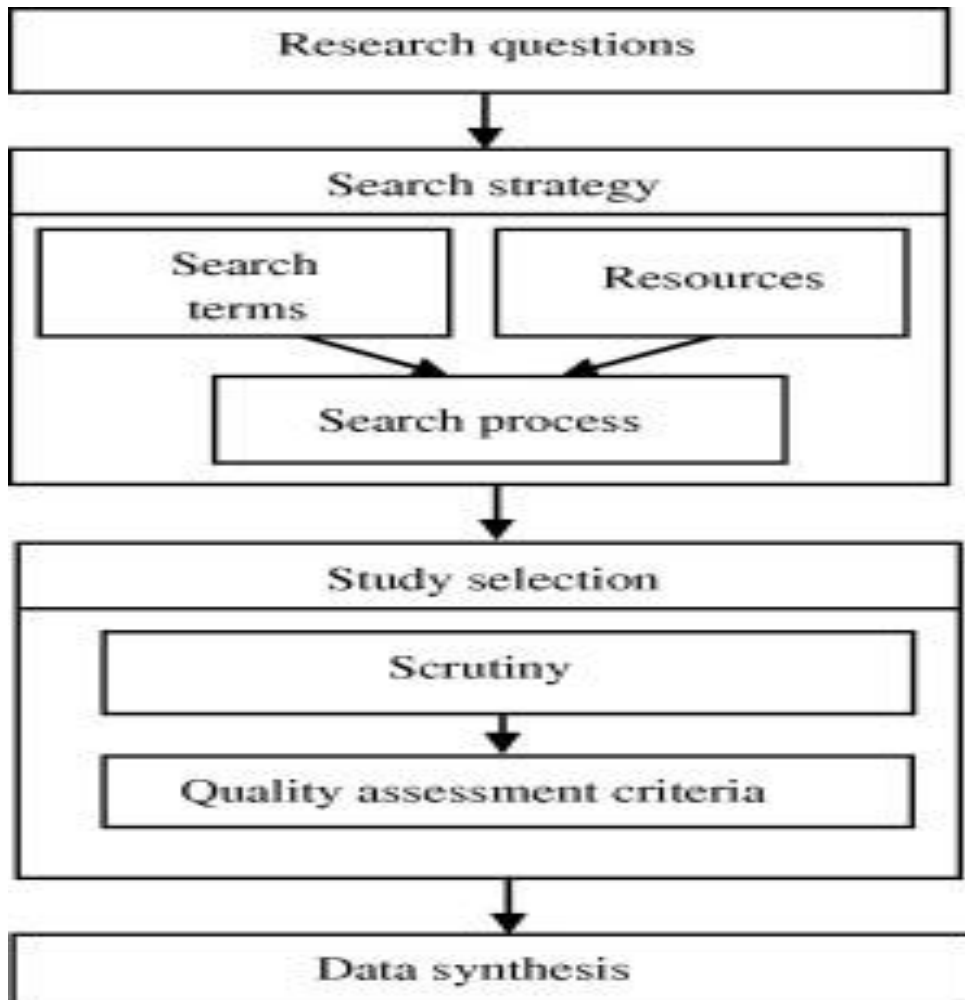 Research questions
Search strategy
Search
terms
Resources
Search process
Study selection
Scrutiny
Quality assessment criteria
Data synthesis